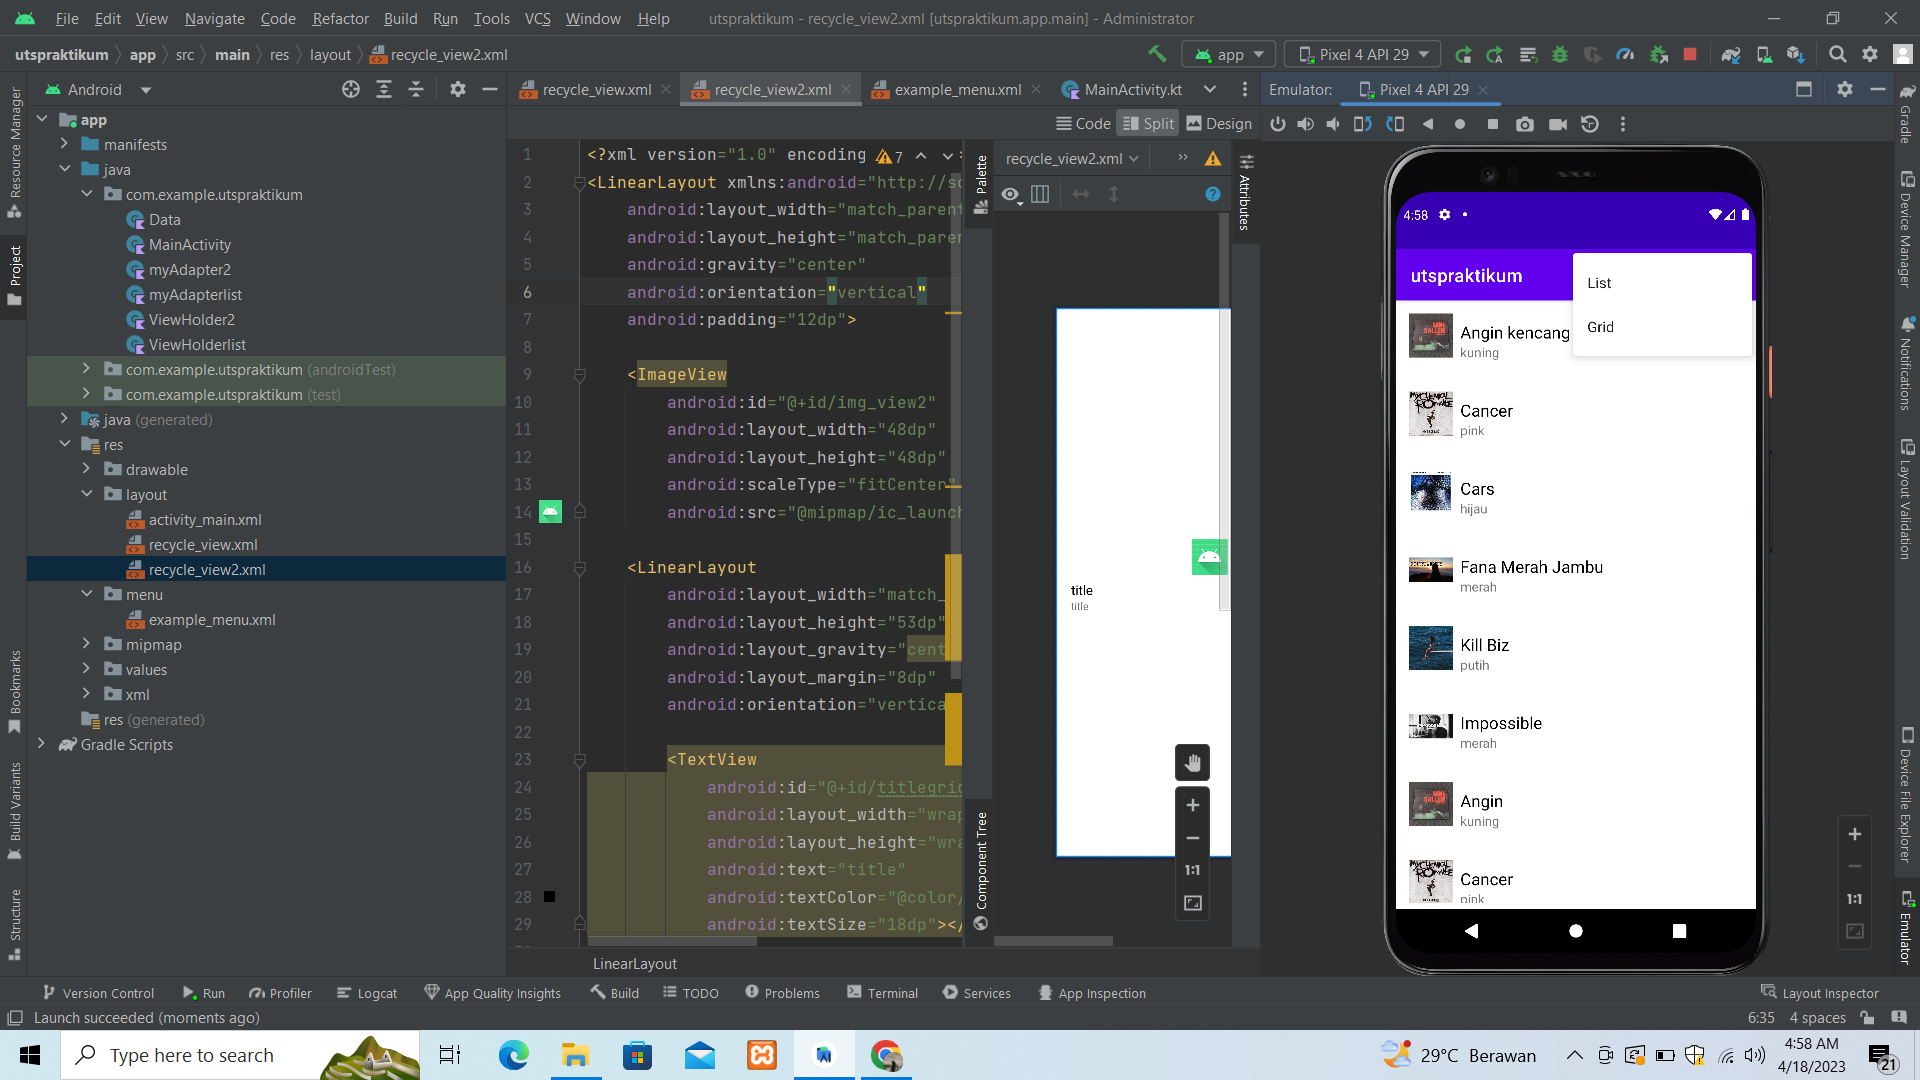 File Edit View Navigate Code Refactor Build Run Tools VCS Window Help utspraktikum - recycle_view2.xml [utspraktikum.app.main] - Administrator
utspraktikum app src main res layout recycle_view2.xml app Pixel 4 API 29
Android
recycle_view.xml recycle_view2.xml example_menu.xml MainActivity.kt
Emulator: Pixel 4 API 29
Code Split Design
Resource Manager
Project
Bookmarks
Build Variants
Structure
app
manifests
java
com.example.utspraktikum
Data
MainActivity
myAdapter2
myAdapterlist
ViewHolder2
ViewHolderlist
com.example.utspraktikum (androidTest)
com.example.utspraktikum (test)
java (generated)
res
drawable
layout
activity_main.xml
recycle_view.xml
recycle_view2.xml
menu
example_menu.xml
mipmap
values
xml
res (generated)
Gradle Scripts
1 <?xml version="1.0" encoding 7
2 <LinearLayout xmlns:android="http://sc
3 android:layout_width="match_parent
4 android:layout_height="match_paren
5 android:gravity="center"
6 android:orientation="vertical"
7 android:padding="12dp">
8
9 <ImageView
10 android:id="@+id/img_view2"
11 android:layout_width="48dp"
12 android:layout_height="48dp"
13 android:scaleType="fitCenter"
14 android:src="@mipmap/ic_launch
15
16 <LinearLayout
17 android:layout_width="match_
18 android:layout_height="53dp"
19 android:layout_gravity="cent
20 android:layout_margin="8dp"
21 android:orientation="vertica
22
23 <TextView
24 android:id="@+id/titlegrid
25 android:layout_width="wrap
26 android:layout_height="wra
27 android:text="title"
28 android:textColor="@color/
29 android:textSize="18dp"></
LinearLayout
Palette
Component Tree
recycle_view2.xml
Attributes
title
title
1:1
4:58
utspraktikum
List
Grid
Angin kencang
kuning
Cancer
pink
Cars
hijau
Fana Merah Jambu
merah
Kill Biz
putih
Impossible
merah
Angin
kuning
Cancer
pink
1:1
Gradle
Device Manager
Notifications
Layout Validation
Device File Explorer
Emulator
Version Control Run Profiler Logcat App Quality Insights Build TODO Problems Terminal Services App Inspection Layout Inspector
Launch succeeded (moments ago) 6:35 4 spaces
Type here to search
29°C Berawan
4:58 AM
4/18/2023
21